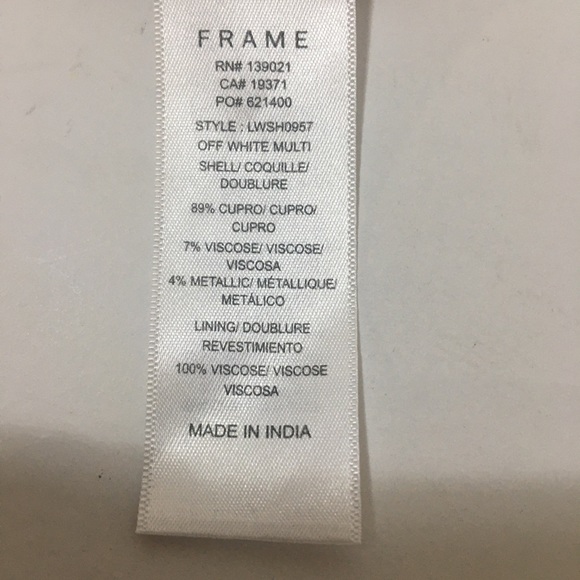 FRAME
RN# 139021
CA# 19371
PO# 621400
STYLE : LWSH0957
OFF WHITE MULTI
SHELL/ COQUILLE/
DOUBLURE
89% CUPRO/ CUPRO/
CUPRO
7% VISCOSE/ VISCOSE/
VISCOSA
4% METALLIC/ MÉTALLIQUE/
METÁLICO
LINING/ DOUBLURE
REVESTIMIENTO
100% VISCOSE/ VISCOSE
VISCOSA
MADE IN INDIA